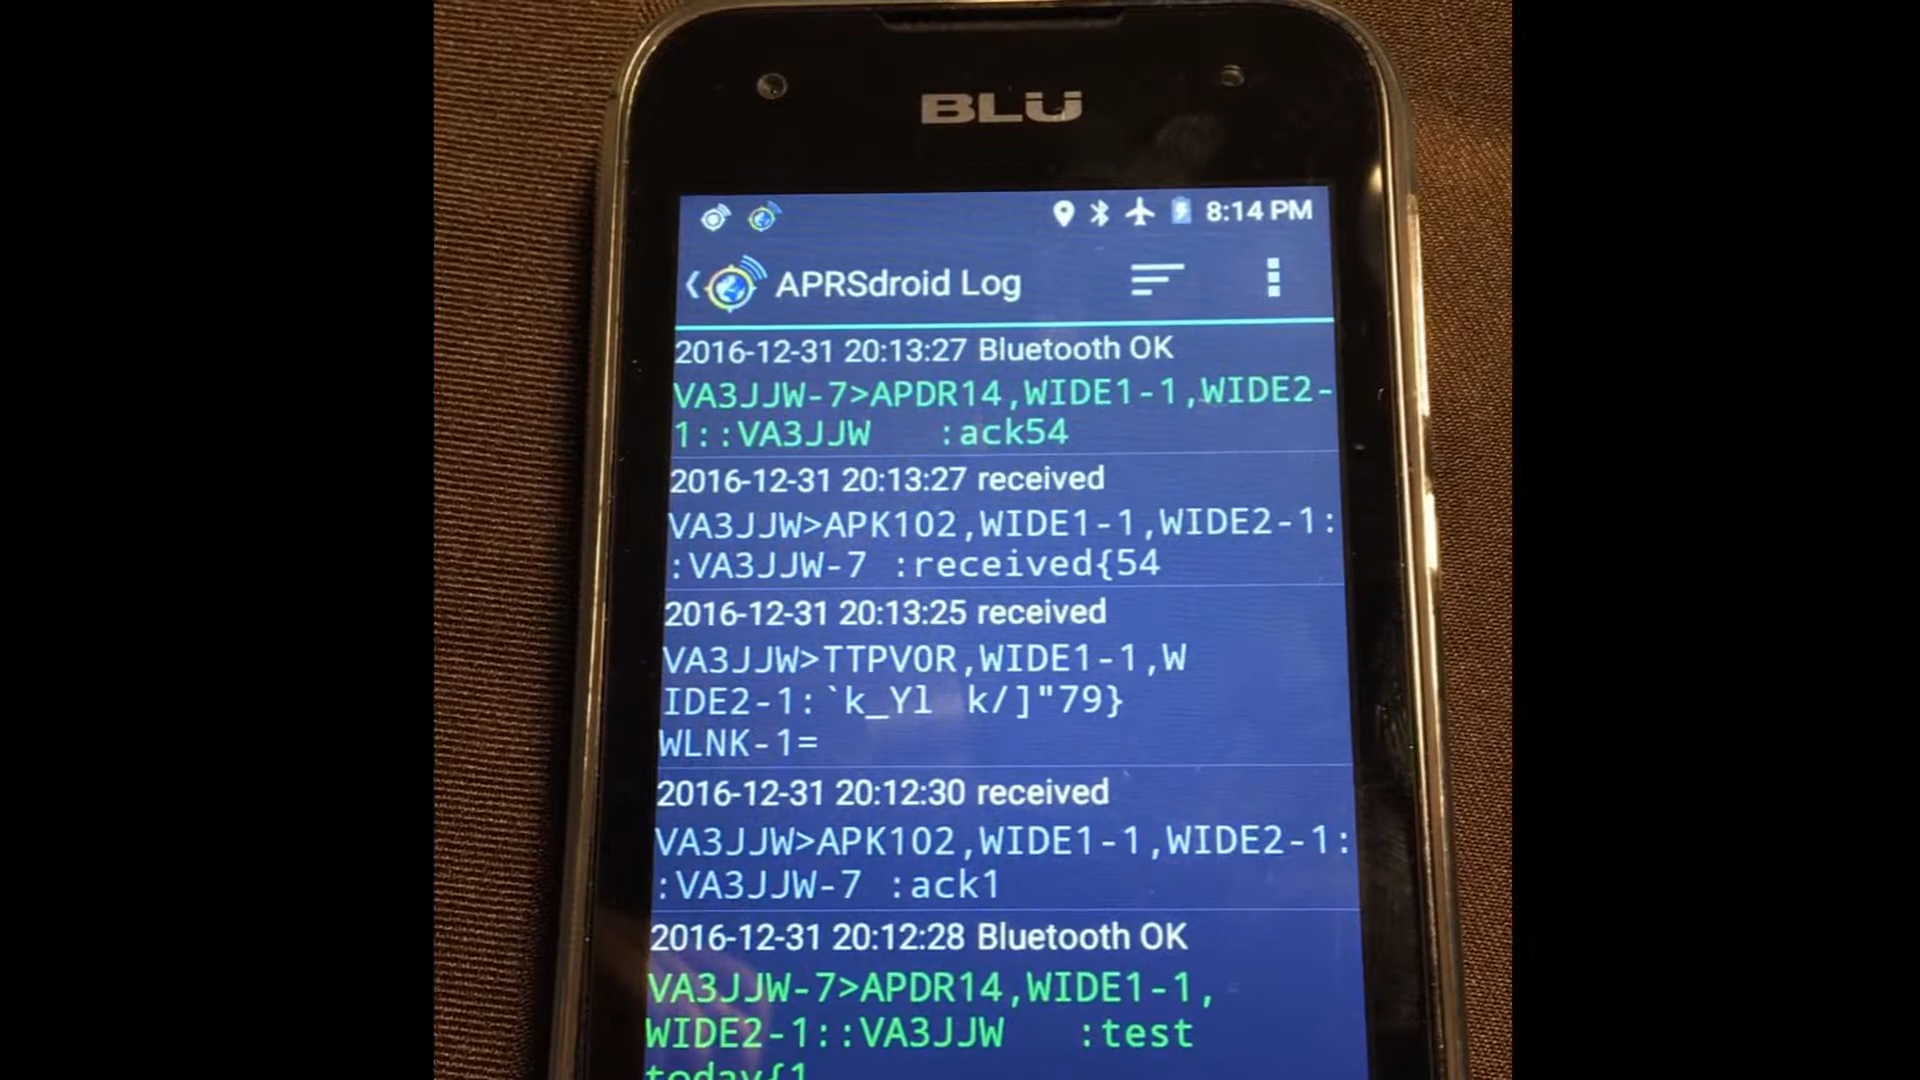 BLU
8:14 PM
APRSdroid Log
2016-12-31 20:13:27 Bluetooth OK
VA3JJW-7>APDR14,WIDE1-1,WIDE2-
1::VA3JJW   :ack54
2016-12-31 20:13:27 received
VA3JJW>APK102,WIDE1-1,WIDE2-1:
:VA3JJW-7 :received{54
2016-12-31 20:13:25 received
VA3JJW>TTPV0R,WIDE1-1,W
IDE2-1:`k_Yl  k/]"79}
WLNK-1=
2016-12-31 20:12:30 received
VA3JJW>APK102,WIDE1-1,WIDE2-1:
:VA3JJW-7 :ack1
2016-12-31 20:12:28 Bluetooth OK
VA3JJW-7>APDR14,WIDE1-1,
WIDE2-1::VA3JJW   :test
today{1